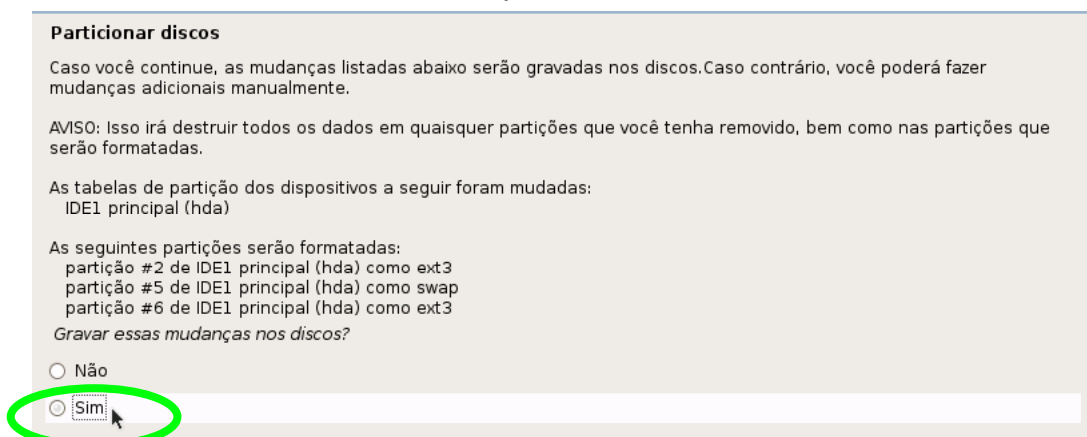 Particionar discos
Caso você continue, as mudanças listadas abaixo serão gravadas nos discos.Caso contrário, você poderá fazer
mudanças adicionais manualmente.
AVISO: Isso irá destruir todos os dados em quaisquer partições que você tenha removido, bem como nas partições que
serão formatadas.
As tabelas de partição dos dispositivos a seguir foram mudadas:
IDE1 principal (hda)
As seguintes partições serão formatadas:
partição #2 de IDE1 principal (hda) como ext3
partição #5 de IDE1 principal (hda) como swap
partição #6 de IDE1 principal (hda) como ext3
Gravar essas mudanças nos discos?
Não
Sim